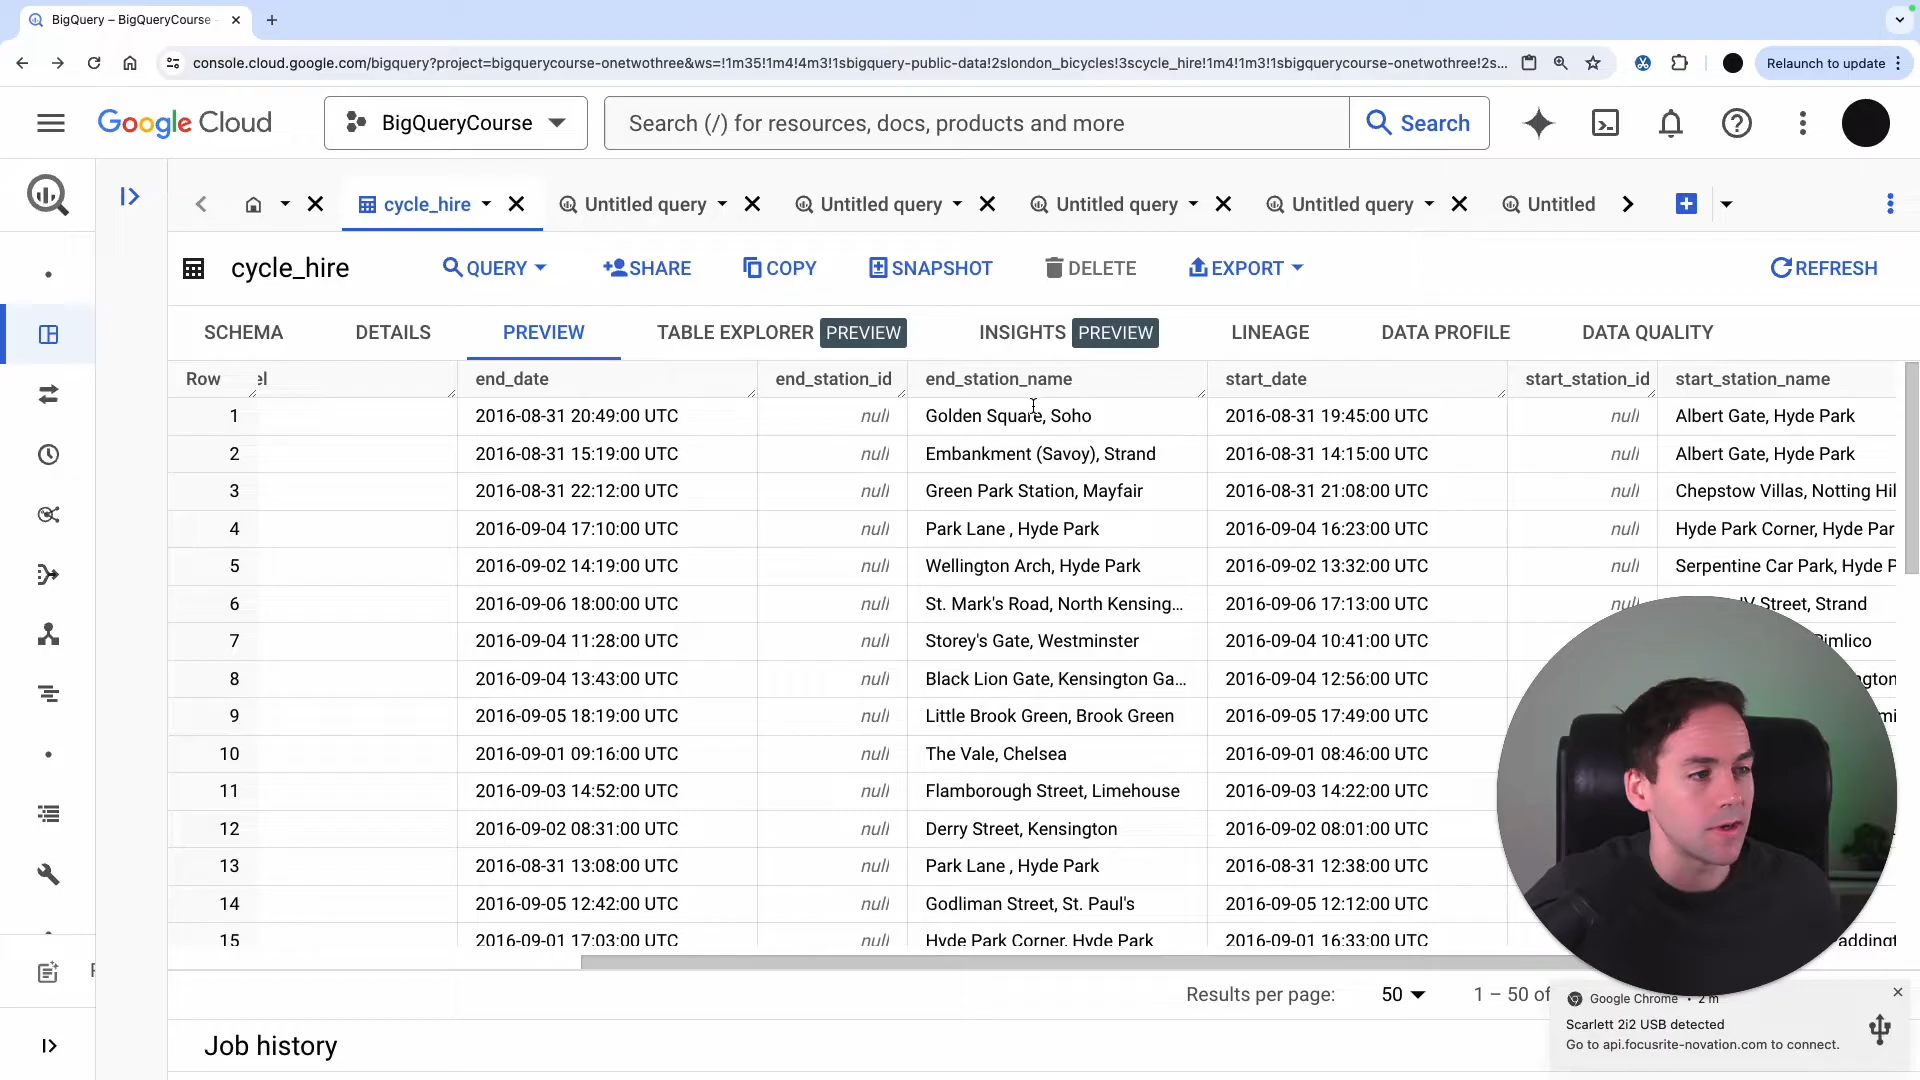 BigQuery – BigQueryCourse
console.cloud.google.com/bigquery?project=bigquerycourse-onetwothree&ws=!1m35!1m4!4m3!1sbigquery-public-data!2slondon_bicycles!3scycle_hire!1m4!1m3!1sbigquerycourse-onetwothree!2s...
Relaunch to update
Google Cloud
BigQueryCourse
Search (/) for resources, docs, products and more
Search
cycle_hire
Untitled query
Untitled query
Untitled query
Untitled query
Untitled
cycle_hire
QUERY
SHARE
COPY
SNAPSHOT
DELETE
EXPORT
REFRESH
SCHEMA
DETAILS
PREVIEW
TABLE EXPLORER PREVIEW
INSIGHTS PREVIEW
LINEAGE
DATA PROFILE
DATA QUALITY
Row el end_date end_station_id end_station_name start_date start_station_id start_station_name
1 2016-08-31 20:49:00 UTC null Golden Square, Soho 2016-08-31 19:45:00 UTC null Albert Gate, Hyde Park
2 2016-08-31 15:19:00 UTC null Embankment (Savoy), Strand 2016-08-31 14:15:00 UTC null Albert Gate, Hyde Park
3 2016-08-31 22:12:00 UTC null Green Park Station, Mayfair 2016-08-31 21:08:00 UTC null Chepstow Villas, Notting Hil
4 2016-09-04 17:10:00 UTC null Park Lane , Hyde Park 2016-09-04 16:23:00 UTC null Hyde Park Corner, Hyde Par
5 2016-09-02 14:19:00 UTC null Wellington Arch, Hyde Park 2016-09-02 13:32:00 UTC null Serpentine Car Park, Hyde P
6 2016-09-06 18:00:00 UTC null St. Mark's Road, North Kensing... 2016-09-06 17:13:00 UTC null Street, Strand
7 2016-09-04 11:28:00 UTC null Storey's Gate, Westminster 2016-09-04 10:41:00 UTC Pimlico
8 2016-09-04 13:43:00 UTC null Black Lion Gate, Kensington Ga... 2016-09-04 12:56:00 UTC gton
9 2016-09-05 18:19:00 UTC null Little Brook Green, Brook Green 2016-09-05 17:49:00 UTC mi
10 2016-09-01 09:16:00 UTC null The Vale, Chelsea 2016-09-01 08:46:00 UTC
11 2016-09-03 14:52:00 UTC null Flamborough Street, Limehouse 2016-09-03 14:22:00 UTC
12 2016-09-02 08:31:00 UTC null Derry Street, Kensington 2016-09-02 08:01:00 UTC
13 2016-08-31 13:08:00 UTC null Park Lane , Hyde Park 2016-08-31 12:38:00 UTC
14 2016-09-05 12:42:00 UTC null Godliman Street, St. Paul's 2016-09-05 12:12:00 UTC
15 2016-09-01 17:03:00 UTC null Hyde Park Corner, Hyde Park 2016-09-01 16:33:00 UTC addingt
Results per page: 50 1 – 50 of
Google Chrome • 2 m
Scarlett 2i2 USB detected
Go to api.focusrite-novation.com to connect.
Job history